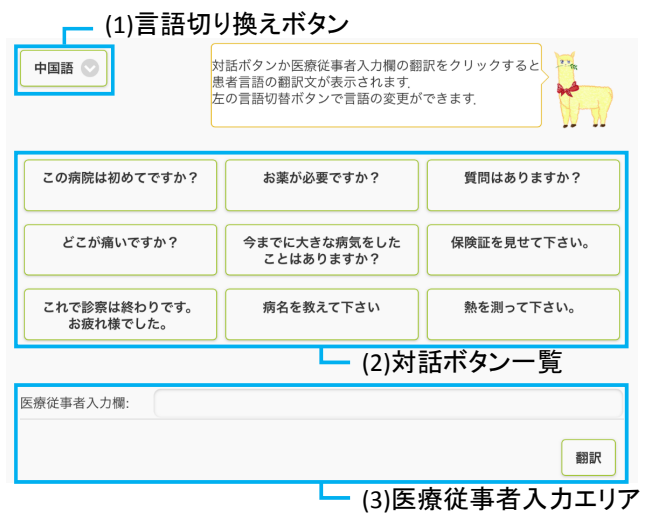 (1)言語切り換えボタン
中国語
対話ボタンか医療従事者入力欄の翻訳をクリックすると
患者言語の翻訳文が表示されます.
左の言語切替ボタンで言語の変更ができます.
この病院は初めてですか？
お薬が必要ですか？
質問はありますか？
どこが痛いですか？
今までに大きな病気をした
ことはありますか？
保険証を見せて下さい。
これで診察は終わりです。
お疲れ様でした。
病名を教えて下さい
熱を測って下さい。
(2)対話ボタン一覧
医療従事者入力欄:
翻訳
(3)医療従事者入力エリア